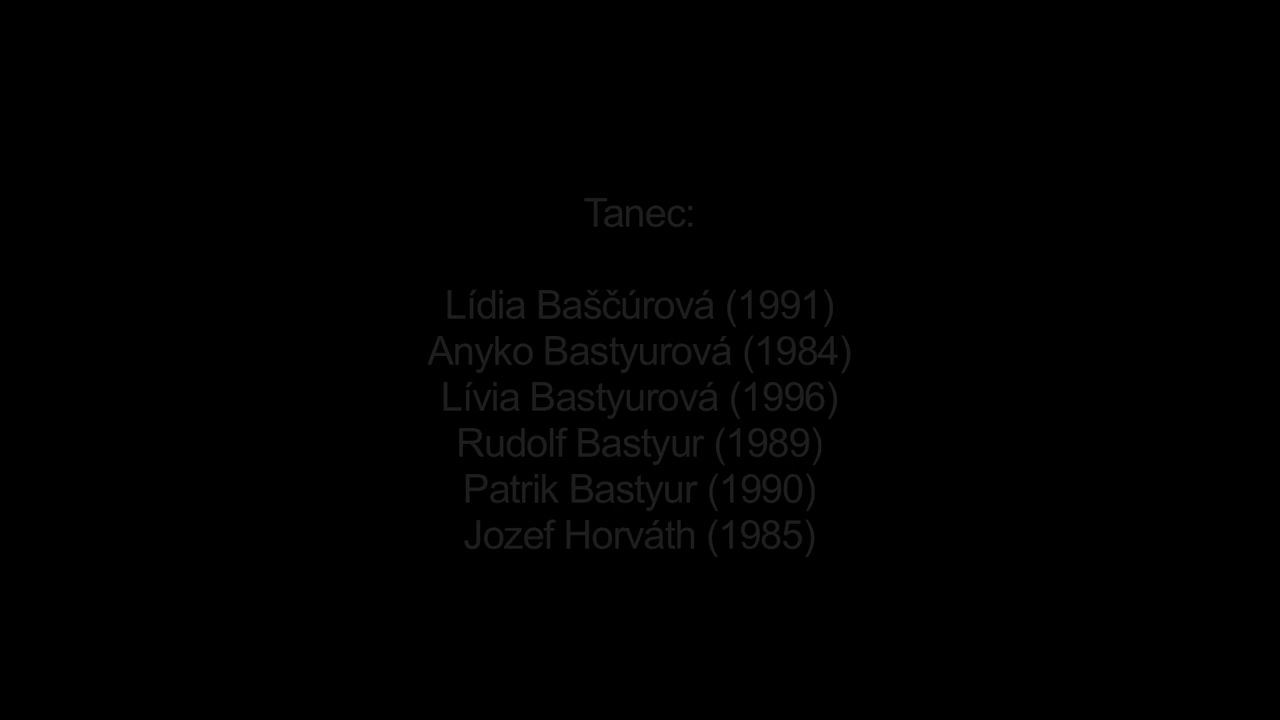 Tanec:
Lídia Baščúrová (1991)
Anyko Bastyurová (1984)
Lívia Bastyurová (1996)
Rudolf Bastyur (1989)
Patrik Bastyur (1990)
Jozef Horváth (1985)